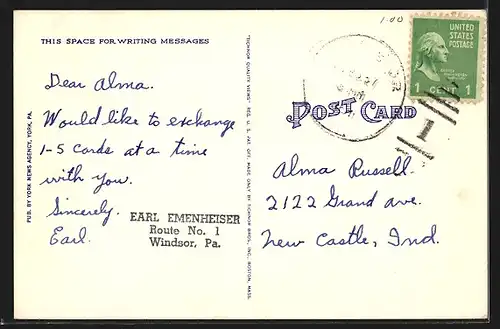 1.00
THIS SPACE FOR WRITING MESSAGES
Dear Alma.
Would like to exchange
1-5 cards at a time
with you.
Sincerely.
Earl.
EARL EMENHEISER
Route No. 1
Windsor, Pa.
PUB. BY YORK NEWS AGENCY, YORK, PA.
"TICHNOR QUALITY VIEWS," REG. U. S. PAT. OFF. MADE ONLY BY TICHNOR BROS., INC., BOSTON, MASS.
UNITED
STATES
POSTAGE
1 CENT 1
1
POST CARD
Alma Russell.
2122 Grand ave.
New Castle, Ind.